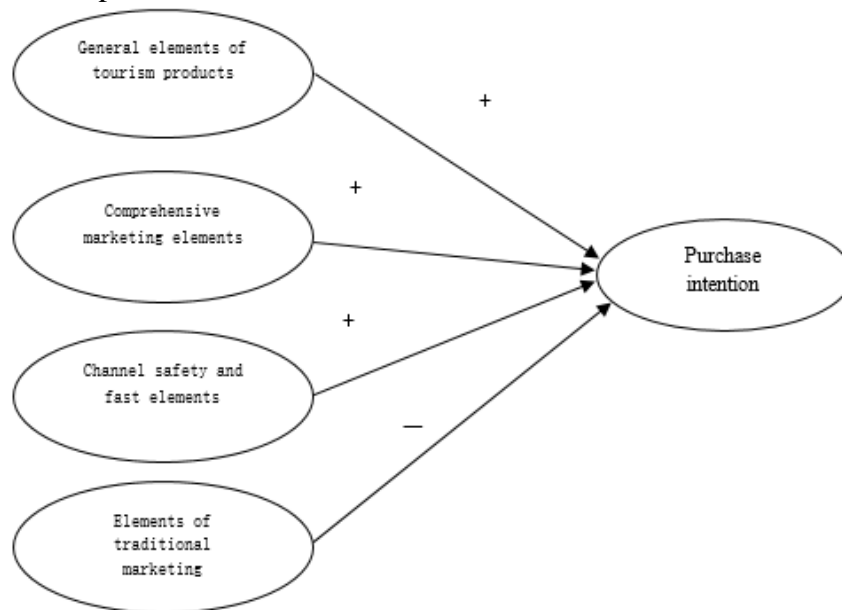 General elements of
tourism products
+
+
Comprehensive
marketing elements
Purchase
intention
+
Channel safety and
fast elements
—
Elements of
traditional
marketing